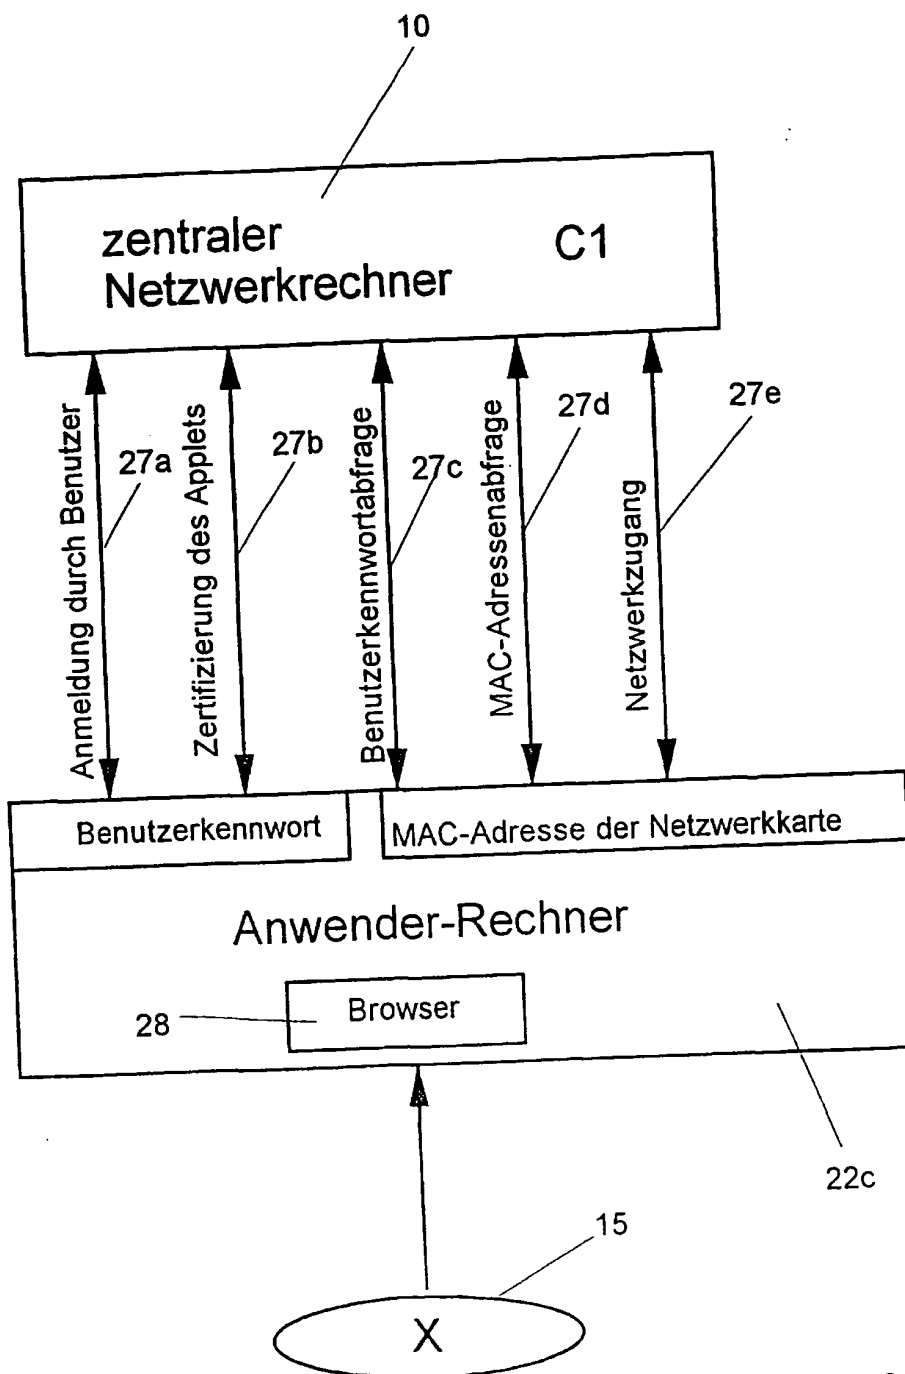 10
zentraler
Netzwerkrechner
C1
Anmeldung durch Benutzer
27a
Zertifizierung des Applets
27b
Benutzerkennwortabfrage
27c
MAC-Adressenabfrage
27d
Netzwerkzugang
27e
Benutzerkennwort
MAC-Adresse der Netzwerkkarte
Anwender-Rechner
28
Browser
22c
15
X